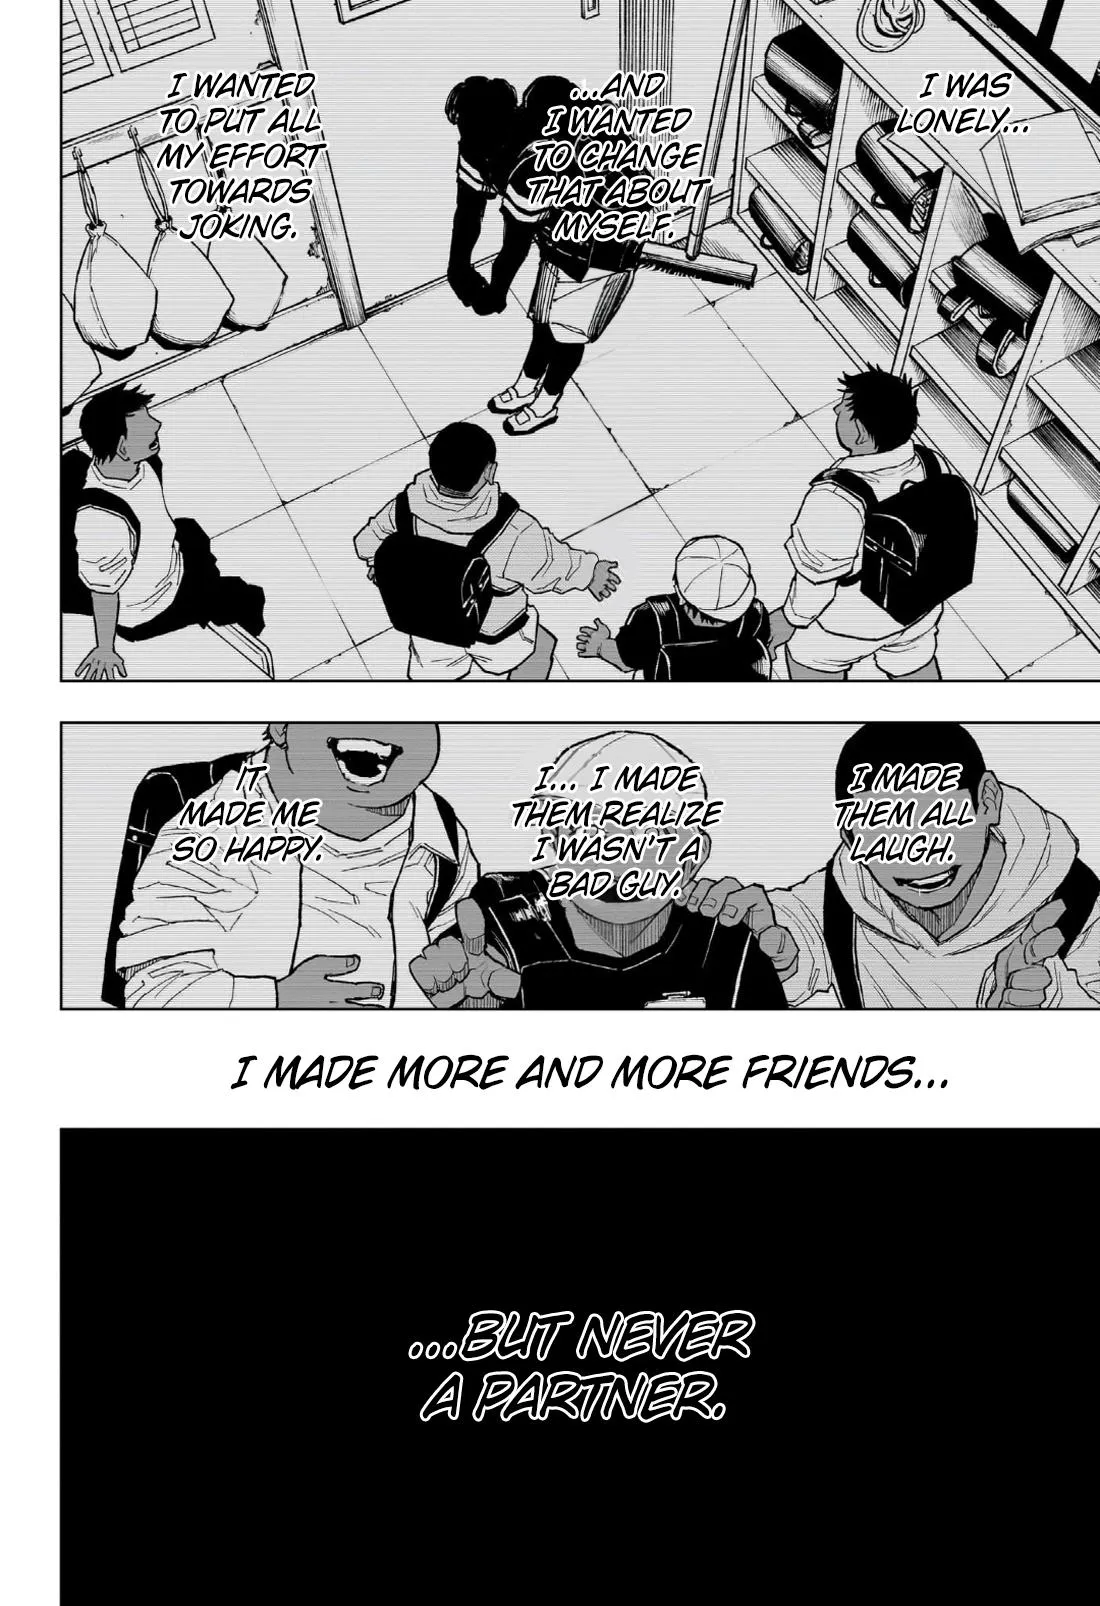 I WAS
LONELY...
...AND
I WANTED
TO CHANGE
THAT ABOUT
MYSELF.
I WANTED
TO PUT ALL
MY EFFORT
TOWARDS
JOKING.
I MADE
THEM ALL
LAUGH.
I... I MADE
THEM REALIZE
I WASN'T A
BAD GUY.
IT
MADE ME
SO HAPPY.
I MADE MORE AND MORE FRIENDS...
...BUT NEVER
A PARTNER.